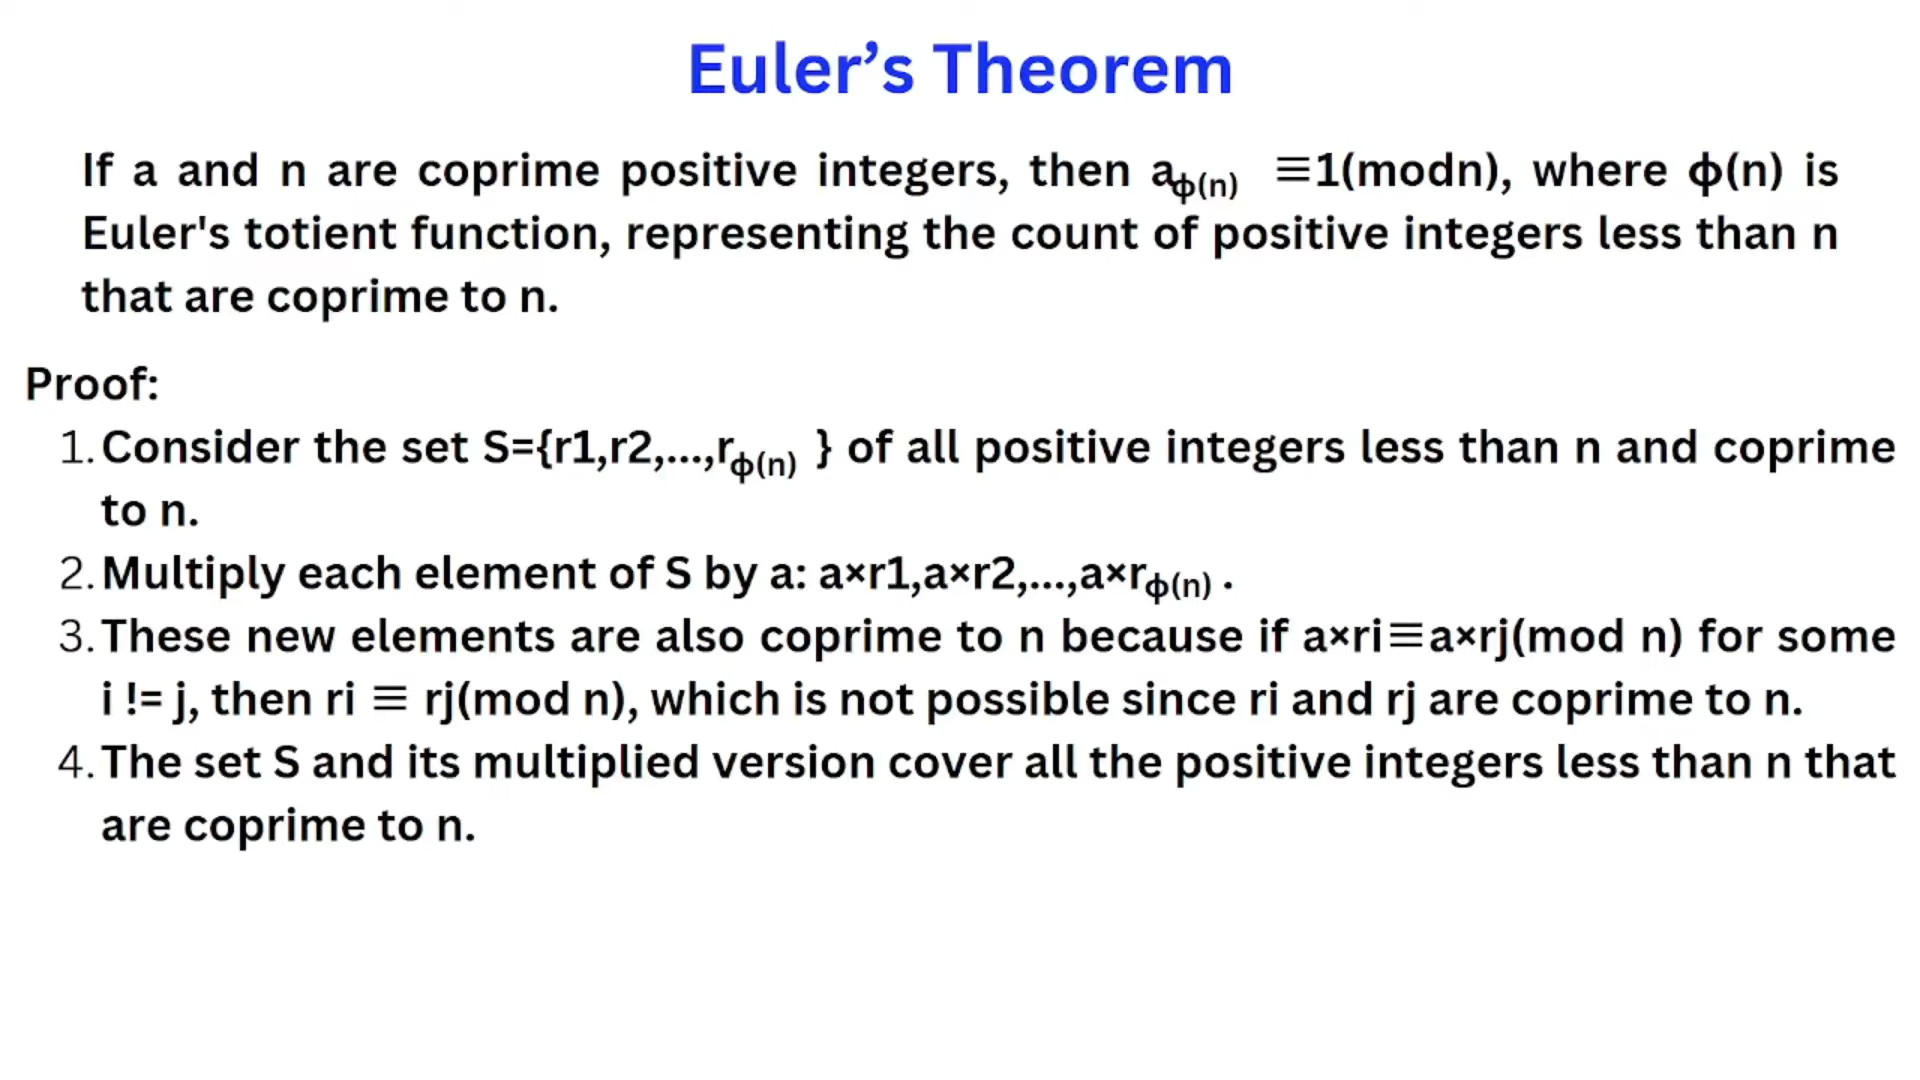 Euler’s Theorem
If a and n are coprime positive integers, then aϕ(n) ≡1(modn), where ϕ(n) is
Euler's totient function, representing the count of positive integers less than n
that are coprime to n.
Proof:
1. Consider the set S={r1,r2,...,rϕ(n) } of all positive integers less than n and coprime
to n.
2. Multiply each element of S by a: a×r1,a×r2,...,a×rϕ(n) .
3. These new elements are also coprime to n because if a×ri≡a×rj(mod n) for some
i != j, then ri ≡ rj(mod n), which is not possible since ri and rj are coprime to n.
4. The set S and its multiplied version cover all the positive integers less than n that
are coprime to n.